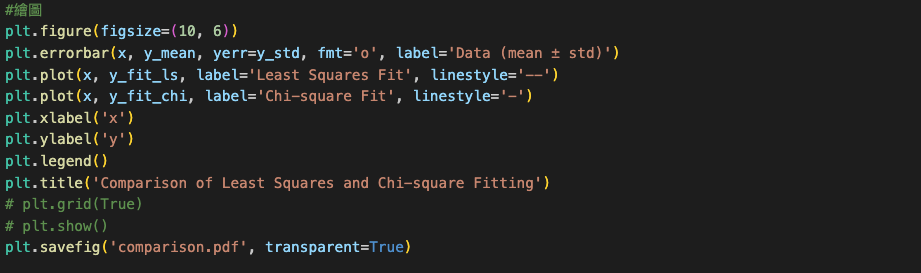 #繪圖
plt.figure(figsize=(10, 6))
plt.errorbar(x, y_mean, yerr=y_std, fmt='o', label='Data (mean ± std)')
plt.plot(x, y_fit_ls, label='Least Squares Fit', linestyle='--')
plt.plot(x, y_fit_chi, label='Chi-square Fit', linestyle='-')
plt.xlabel('x')
plt.ylabel('y')
plt.legend()
plt.title('Comparison of Least Squares and Chi-square Fitting')
# plt.grid(True)
# plt.show()
plt.savefig('comparison.pdf', transparent=True)